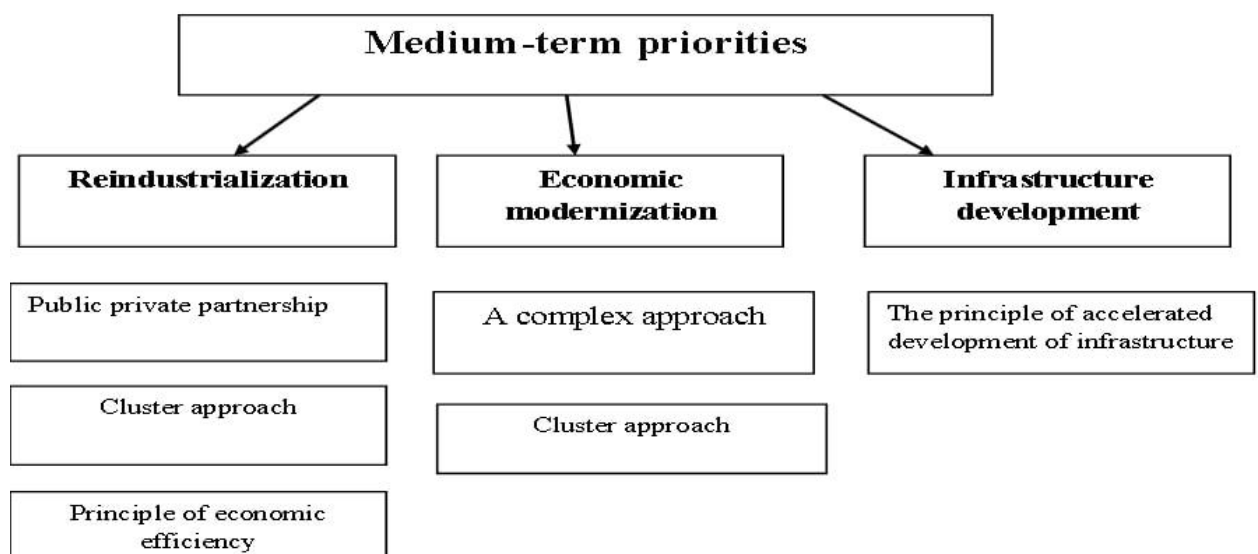 Medium-term priorities
Reindustrialization
Economic
modernization
Infrastructure
development
Public private partnership
A complex approach
The principle of accelerated
development of infrastructure
Cluster approach
Cluster approach
Principle of economic
efficiency